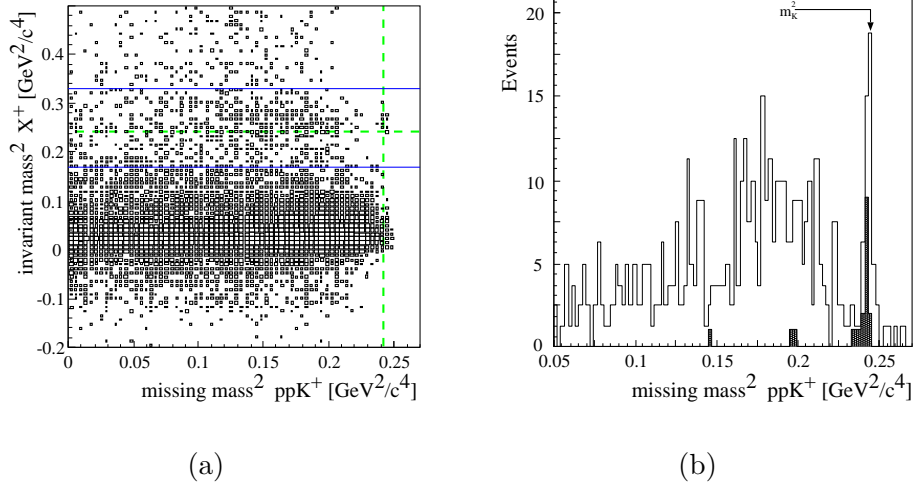 invariant mass² X⁺ [GeV²/c⁴]
0.4
0.3
0.2
0.1
0
-0.1
-0.2
0 0.05 0.1 0.15 0.20 0.25
missing mass² ppK⁺ [GeV²/c⁴]
(a)
Events
20
15
10
5
0
m²K
0.05 0.1 0.15 0.2 0.25
missing mass² ppK⁺ [GeV²/c⁴]
(b)